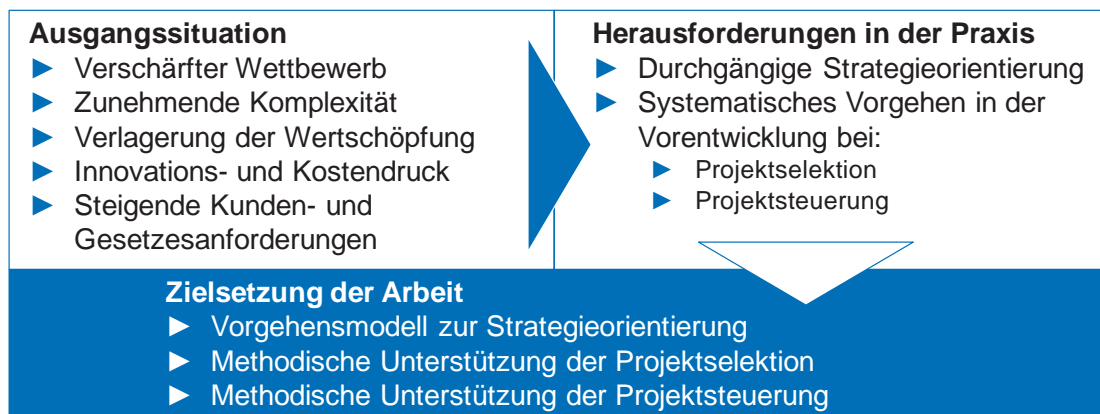 Ausgangssituation
► Verschärfter Wettbewerb
► Zunehmende Komplexität
► Verlagerung der Wertschöpfung
► Innovations- und Kostendruck
► Steigende Kunden- und
Gesetzesanforderungen
Herausforderungen in der Praxis
► Durchgängige Strategieorientierung
► Systematisches Vorgehen in der
Vorentwicklung bei:
► Projektselektion
► Projektsteuerung
Zielsetzung der Arbeit
► Vorgehensmodell zur Strategieorientierung
► Methodische Unterstützung der Projektselektion
► Methodische Unterstützung der Projektsteuerung